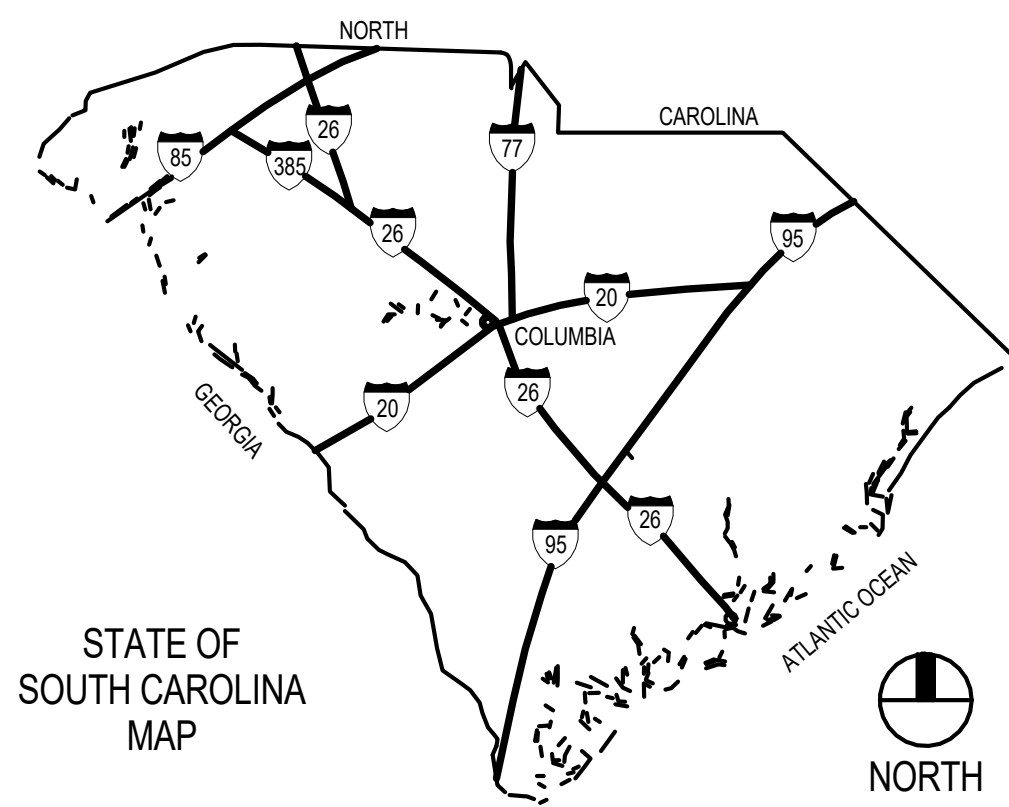 NORTH
CAROLINA
26
77
85
385
26
95
20
COLUMBIA
26
20
GEORGIA
26
95
ATLANTIC OCEAN
STATE OF
SOUTH CAROLINA
MAP
NORTH